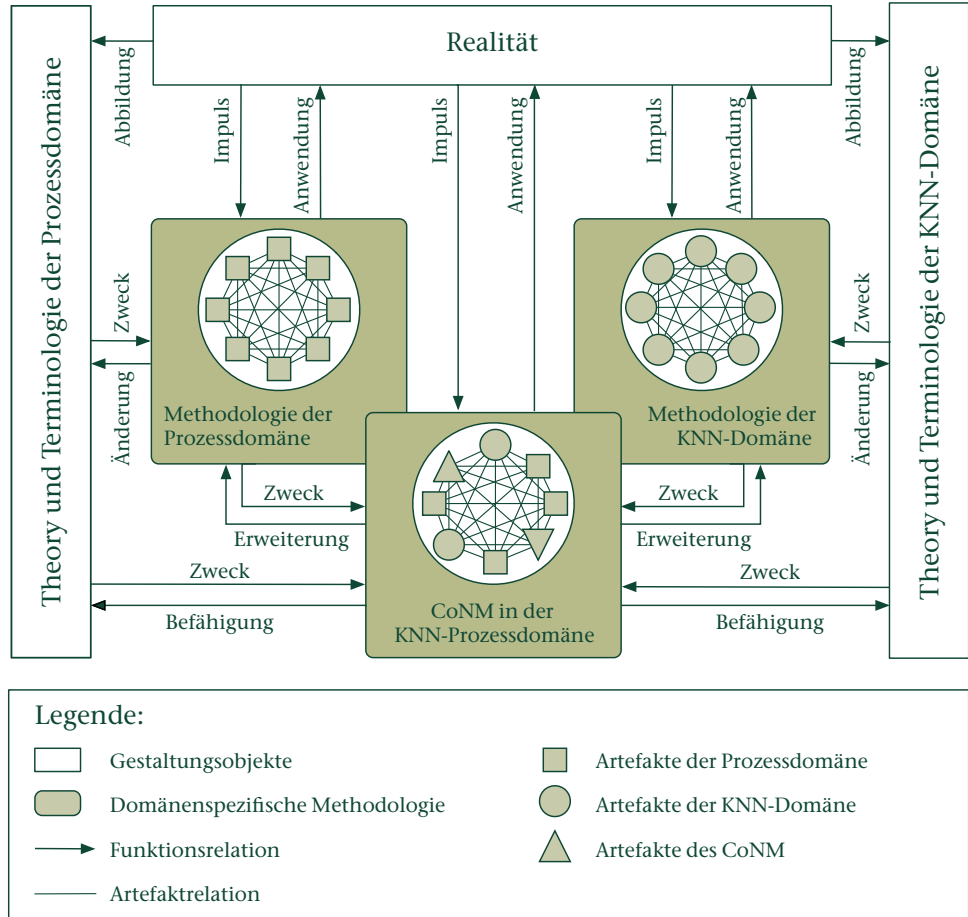 Realität
Theory und Terminologie der Prozessdomäne
Theory und Terminologie der KNN-Domäne
Abbildung
Impuls
Anwendung
Impuls
Anwendung
Impuls
Anwendung
Abbildung
Zweck
Änderung
Zweck
Änderung
Methodologie der
Prozessdomäne
Methodologie der
KNN-Domäne
Zweck
Erweiterung
Zweck
Erweiterung
Zweck
Befähigung
Zweck
Befähigung
CoNM in der
KNN-Prozessdomäne
Legende:
Gestaltungsobjekte
Domänenspezifische Methodologie
Funktionsrelation
Artefaktrelation
Artefakte der Prozessdomäne
Artefakte der KNN-Domäne
Artefakte des CoNM